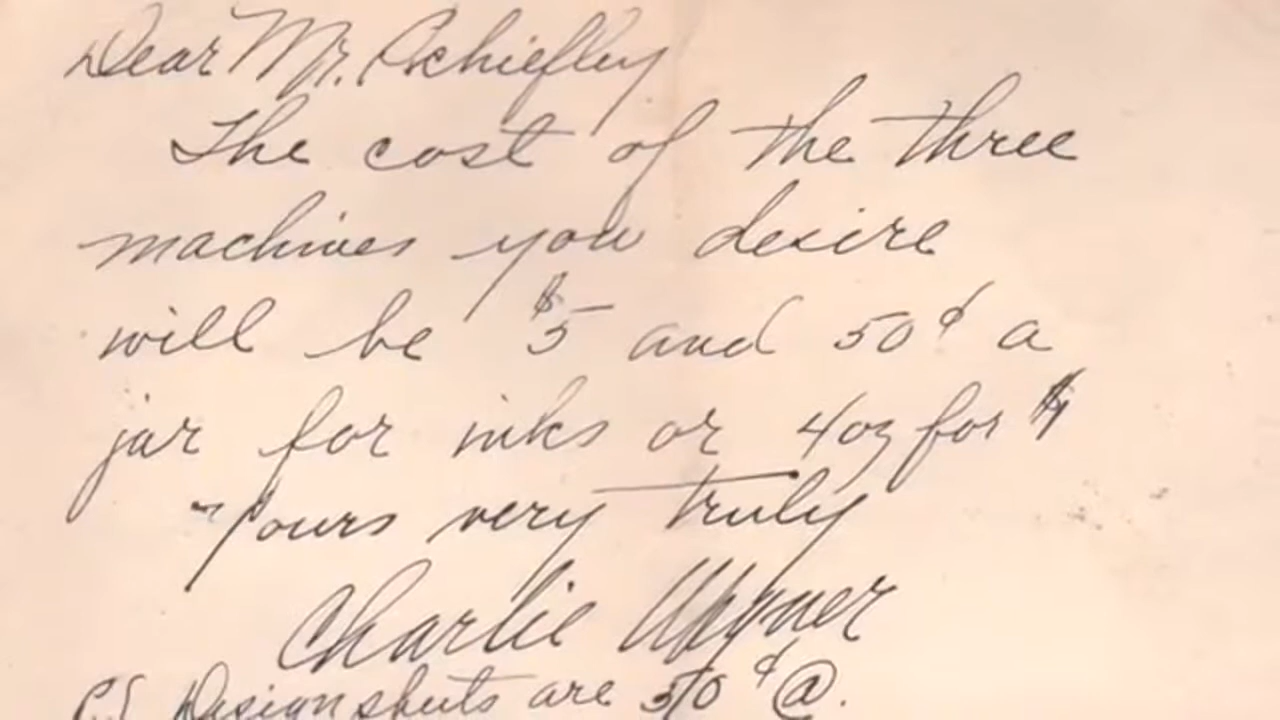 Dear Mr. Schiefley
The cost of the three
machines you desire
will be $5 and 50¢ a
jar for inks or 4oz for $1
Yours very truly
Charlie Wagner
P.S. Design sheets are 50¢ @.